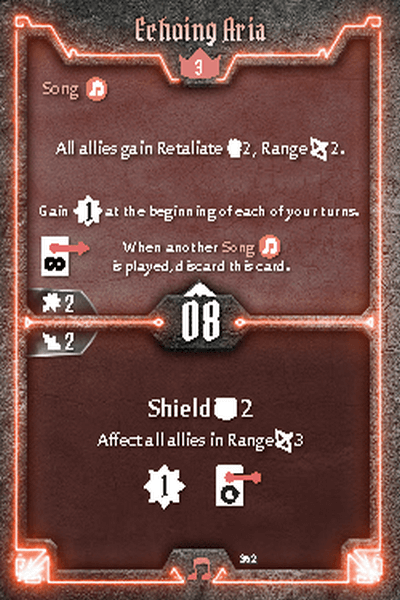 Echoing Aria
3
Song
All allies gain Retaliate 2, Range 2.
Gain 1 at the beginning of each of your turns.
When another Song
is played, discard this card.
2
08
2
Shield 2
Affect all allies in Range 3
1